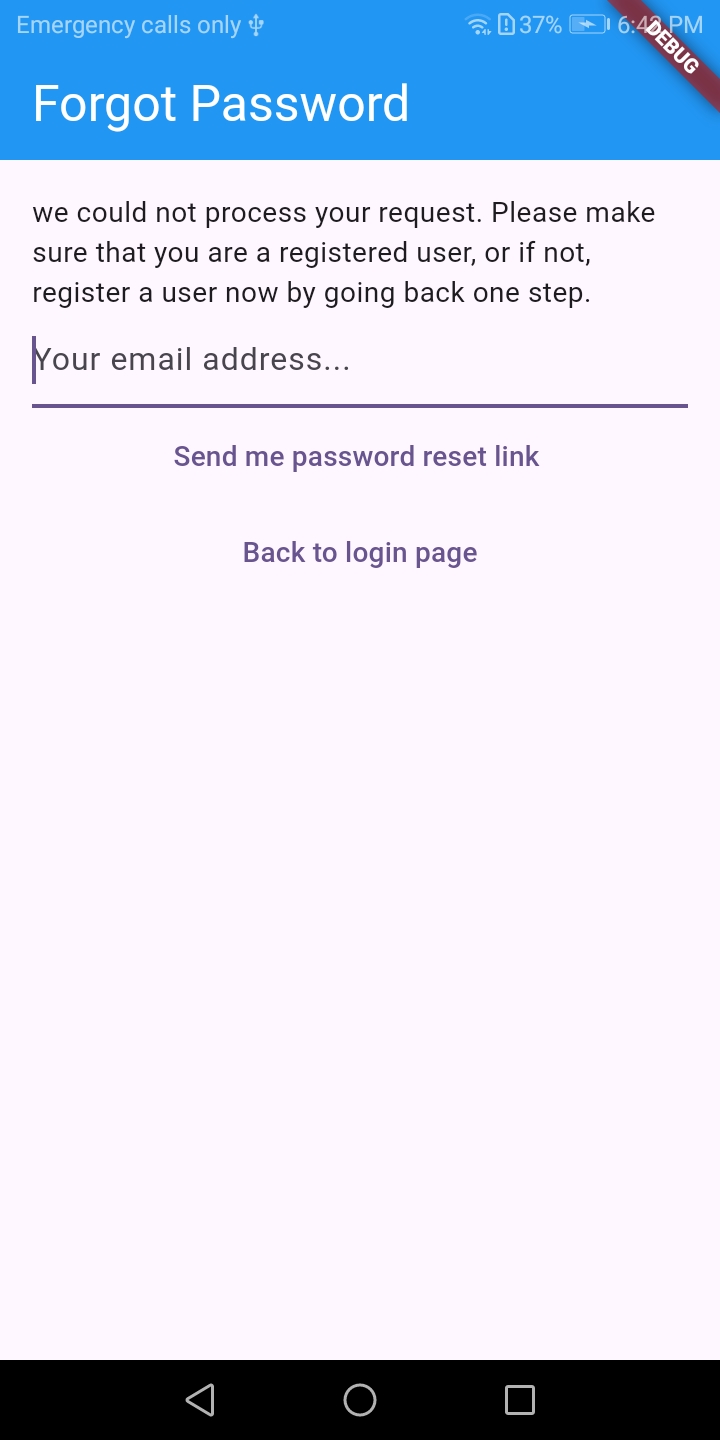 Emergency calls only
37%
6:42 PM
DEBUG
Forgot Password
we could not process your request. Please make
sure that you are a registered user, or if not,
register a user now by going back one step.
Your email address...
Send me password reset link
Back to login page